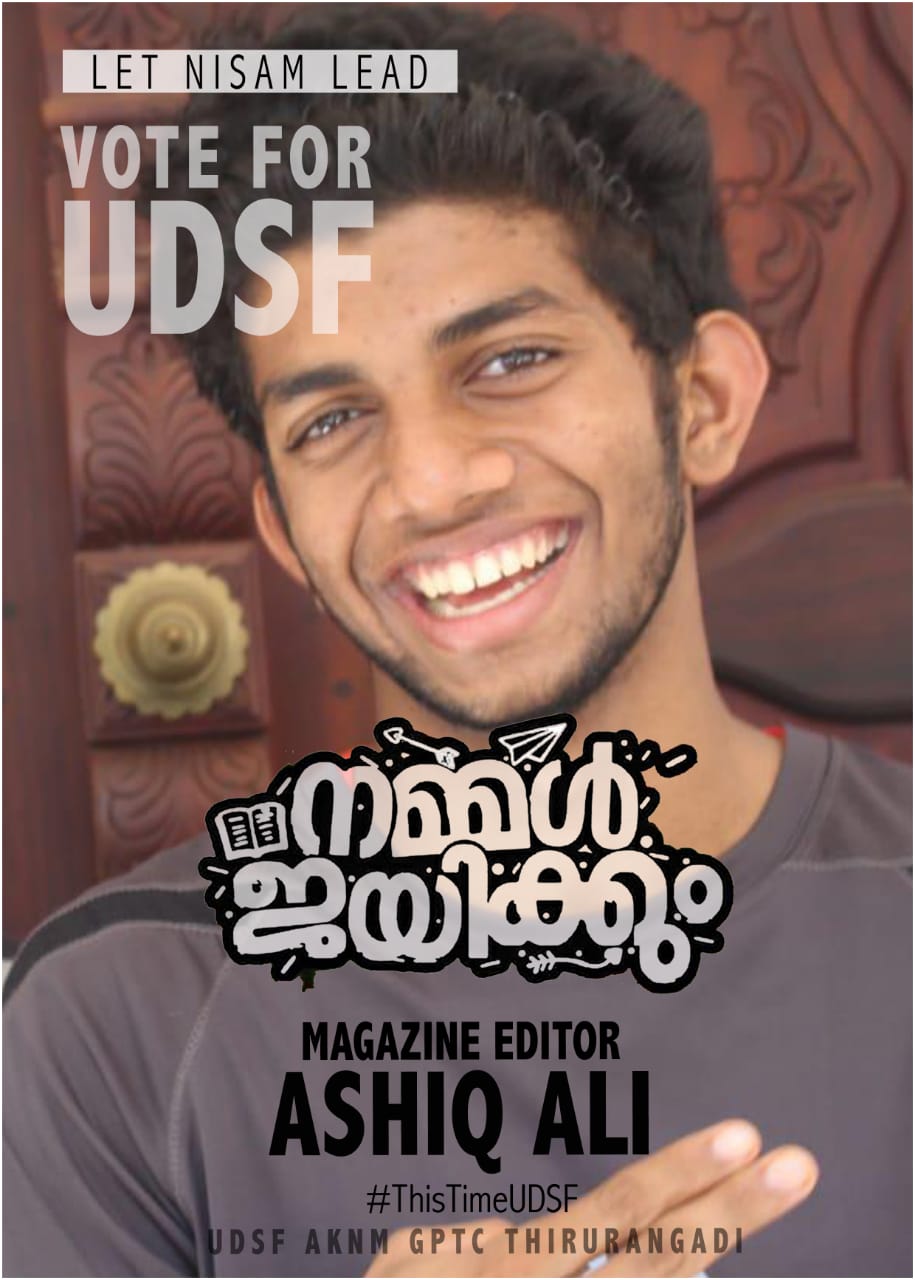 LET NISAM LEAD
VOTE FOR
UDSF
നമ്മൾ
ജയിക്കും
MAGAZINE EDITOR
ASHIQ ALI
#ThisTimeUDSF
UDSF AKNM GPTC THIRURANGADI